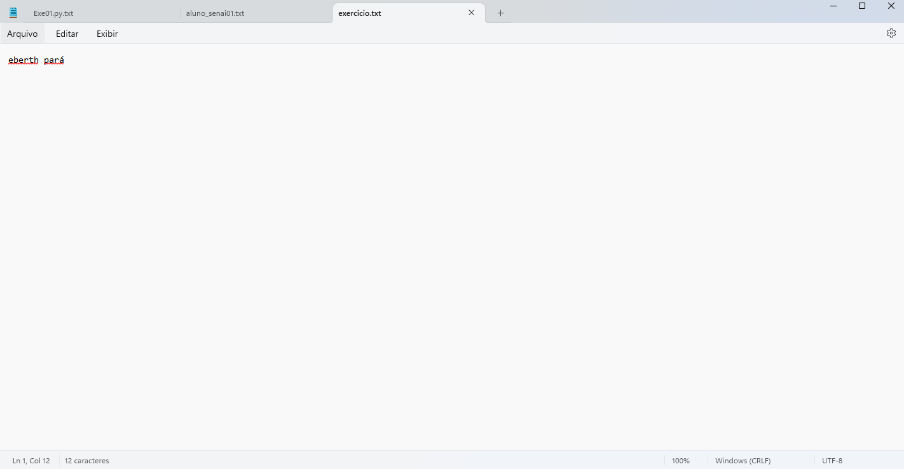 Exe01.py.txt aluno_senai01.txt exercicio.txt
Arquivo Editar Exibir
eberth pará
Ln 1, Col 12 12 caracteres 100% Windows (CRLF) UTF-8